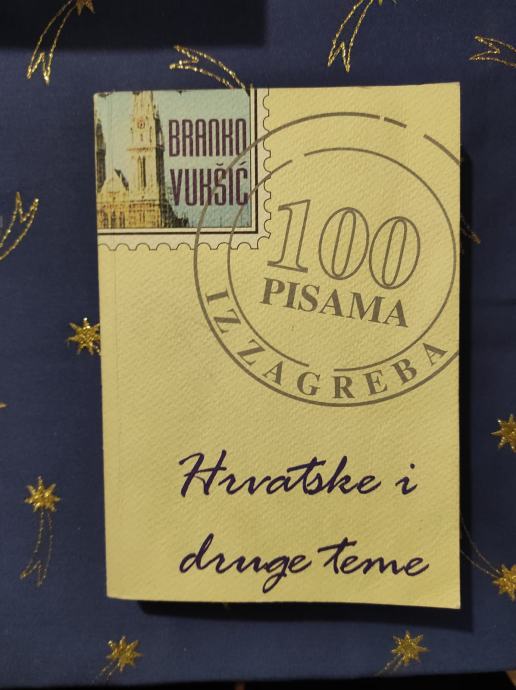 BRANKO
VUKŠIĆ
100
PISAMA
IZ ZAGREBA
Hrvatske i
druge teme